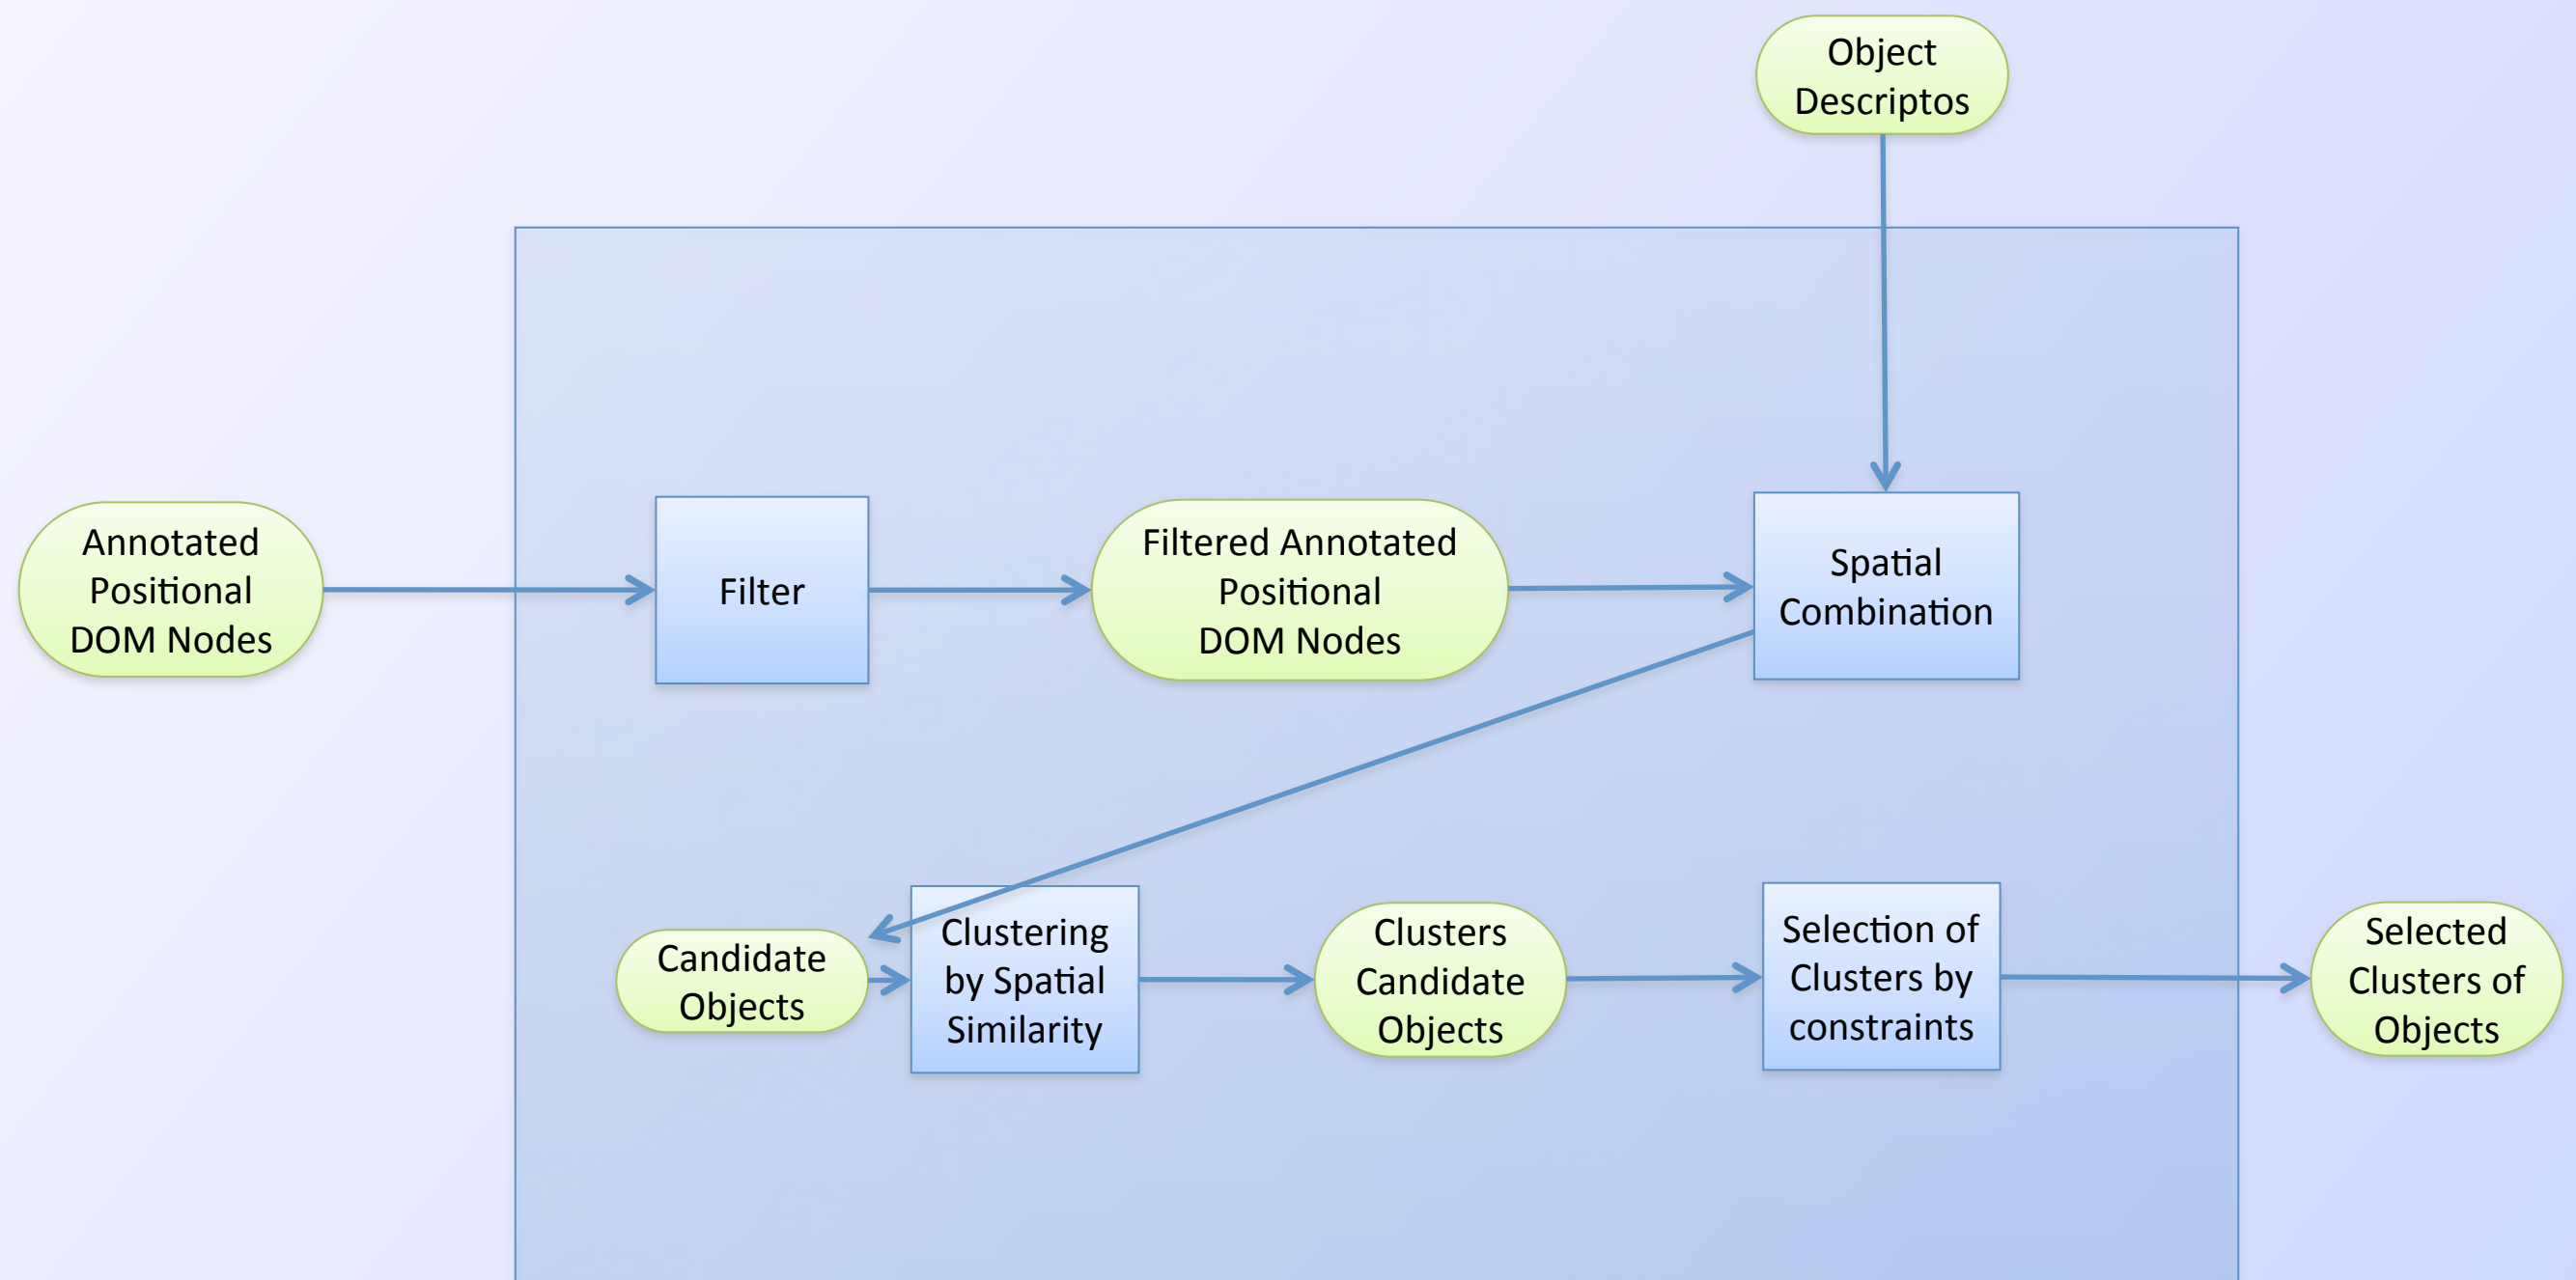 Object
Descriptos
Annotated
Positional
DOM Nodes
Filter
Filtered Annotated
Positional
DOM Nodes
Spatial
Combination
Candidate
Objects
Clustering
by Spatial
Similarity
Clusters
Candidate
Objects
Selection of
Clusters by
constraints
Selected
Clusters of
Objects